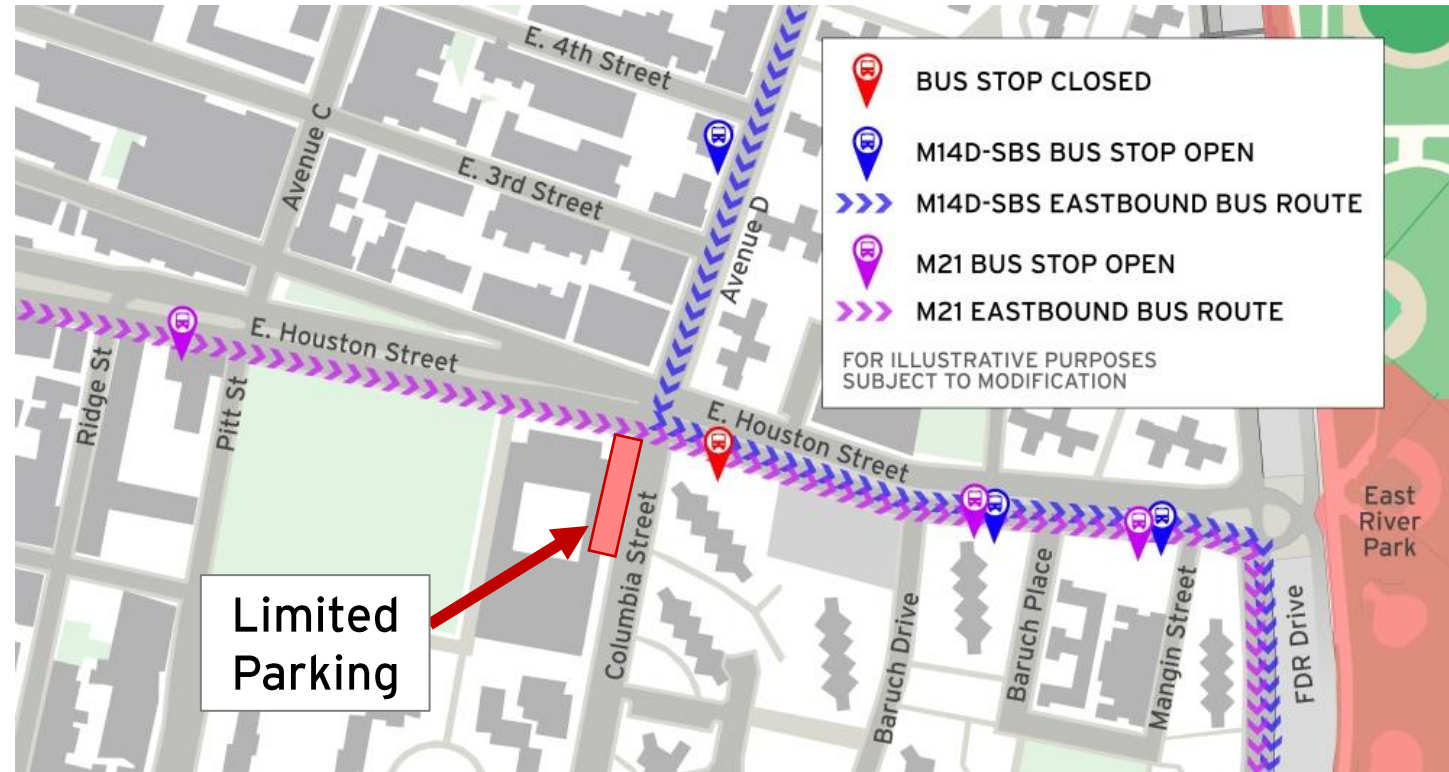 E. 4th Street
Avenue C
E. 3rd Street
Avenue D
BUS STOP CLOSED
M14D-SBS BUS STOP OPEN
M14D-SBS EASTBOUND BUS ROUTE
M21 BUS STOP OPEN
M21 EASTBOUND BUS ROUTE
FOR ILLUSTRATIVE PURPOSES
SUBJECT TO MODIFICATION
E. Houston Street
Ridge St
Pitt St
E. Houston Street
East
River
Park
Limited
Parking
Columbia Street
Baruch Drive
Baruch Place
Mangin Street
FDR Drive